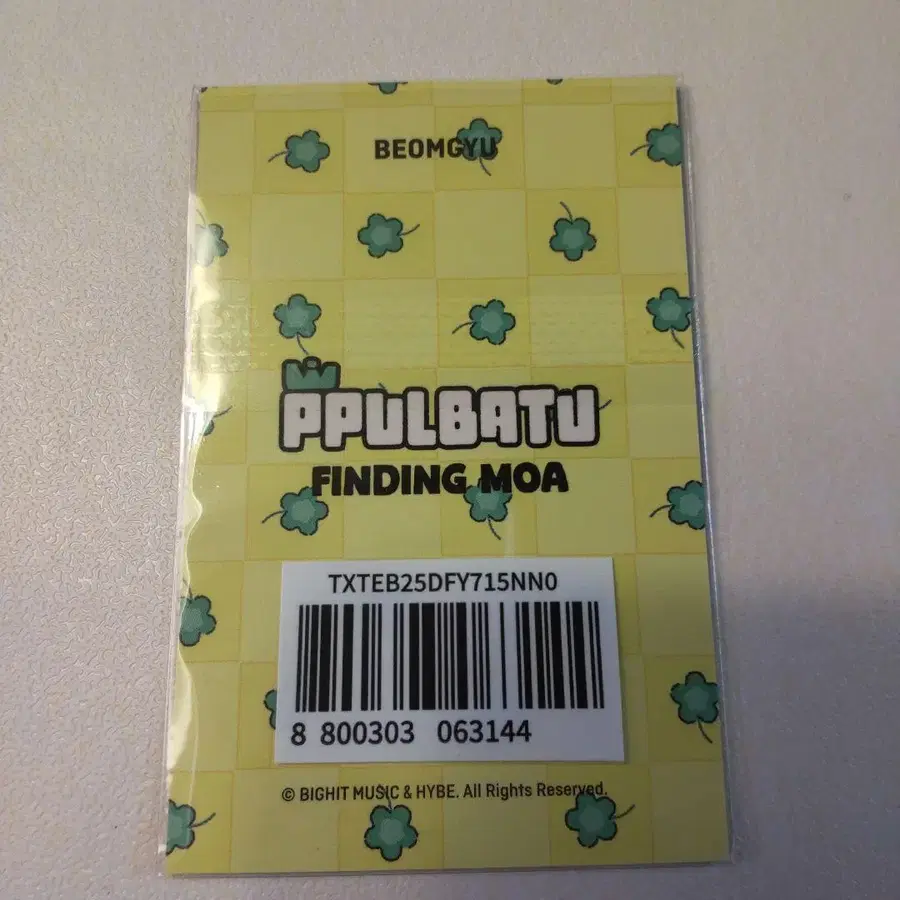 BEOMGYU
PPULBATU
FINDING MOA
TXTEB25DFY715NN0
8 800303 063144
© BIGHIT MUSIC & HYBE. All Rights Reserved.